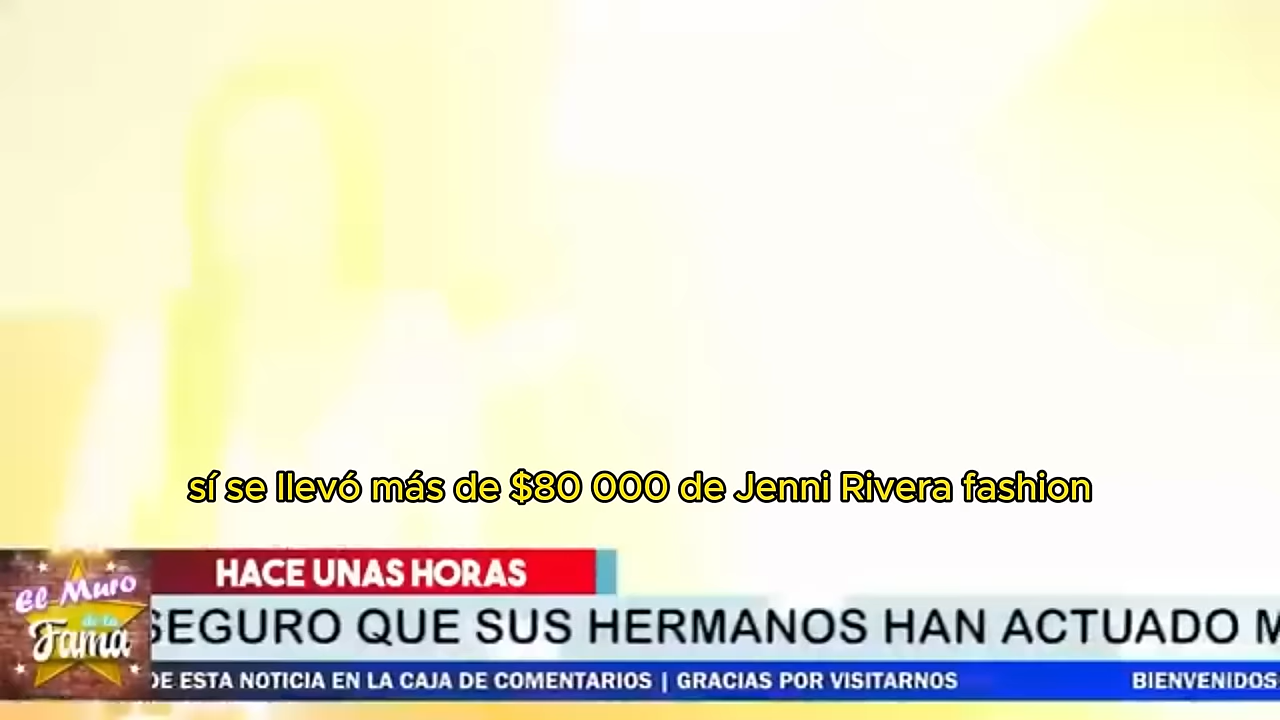 sí se llevó más de $80 000 de Jenni Rivera fashion
HACE UNAS HORAS
El Muro
de la
Fama
SEGURO QUE SUS HERMANOS HAN ACTUADO
DE ESTA NOTICIA EN LA CAJA DE COMENTARIOS | GRACIAS POR VISITARNOS BIENVENIDOS